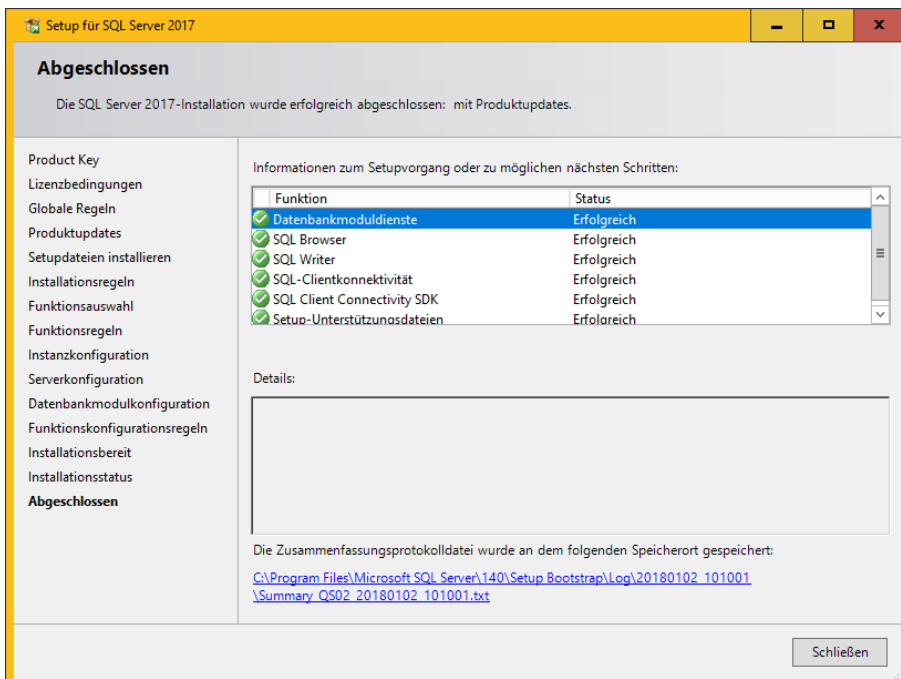 Setup für SQL Server 2017
Abgeschlossen
Die SQL Server 2017-Installation wurde erfolgreich abgeschlossen: mit Produktupdates.
Product Key
Lizenzbedingungen
Globale Regeln
Produktupdates
Setupdateien installieren
Installationsregeln
Funktionsauswahl
Funktionsregeln
Instanzkonfiguration
Serverkonfiguration
Datenbankmodulkonfiguration
Funktionskonfigurationsregeln
Installationsbereit
Installationsstatus
Abgeschlossen
Informationen zum Setupvorgang oder zu möglichen nächsten Schritten:
Funktion Status
Datenbankmoduldienste Erfolgreich
SQL Browser Erfolgreich
SQL Writer Erfolgreich
SQL-Clientkonnektivität Erfolgreich
SQL Client Connectivity SDK Erfolgreich
Setup-Unterstützungsdateien Erfolgreich
Details:
Die Zusammenfassungsprotokolldatei wurde an dem folgenden Speicherort gespeichert:
C:\Program Files\Microsoft SQL Server\140\Setup Bootstrap\Log\20180102_101001
\Summary_QS02_20180102_101001.txt
Schließen